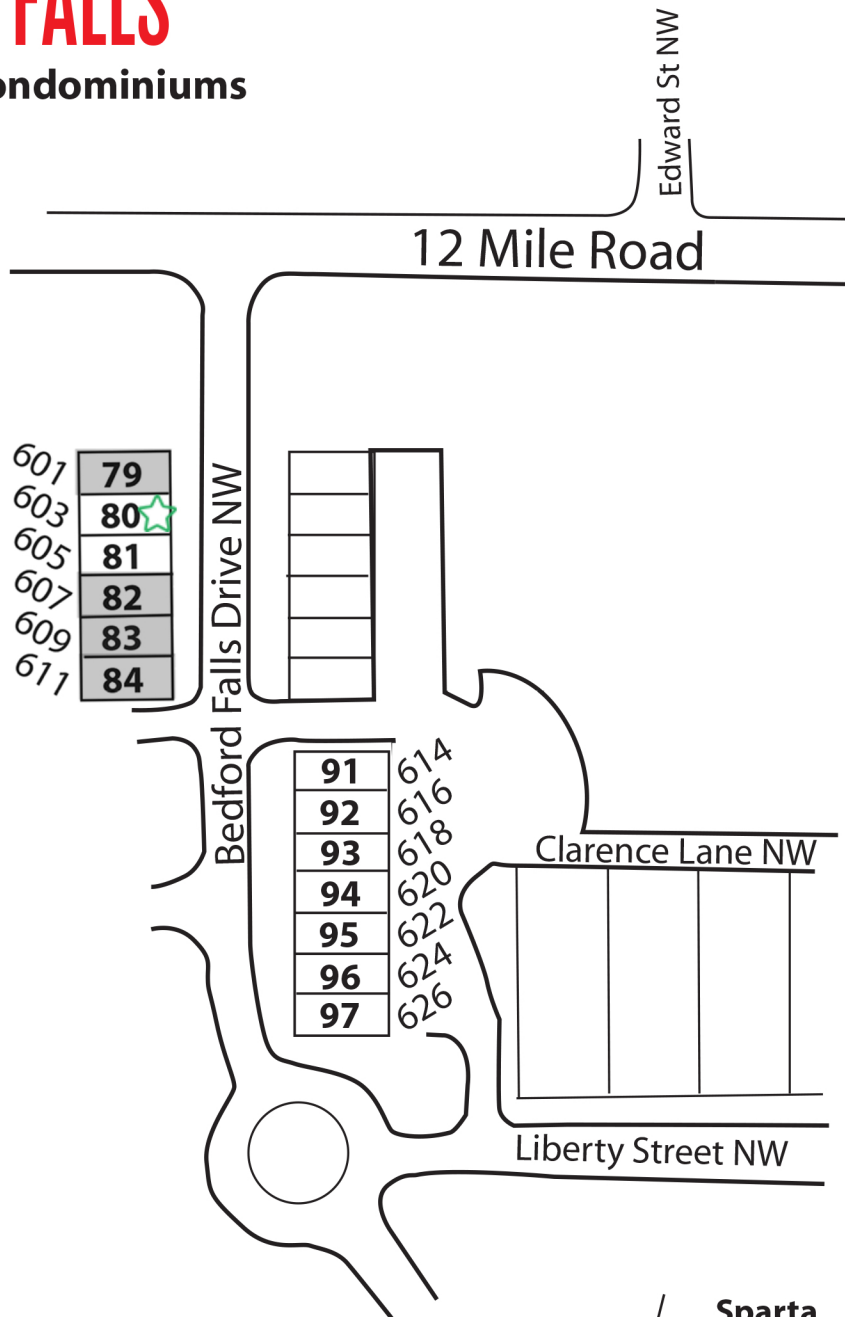 FALLS
ondominiums
Edward St NW
12 Mile Road
601 79
603 80
605 81
607 82
609 83
611 84
Bedford Falls Drive NW
91 614
92 616
93 618
94 620
95 622
96 624
97 626
Clarence Lane NW
Liberty Street NW
Sparta